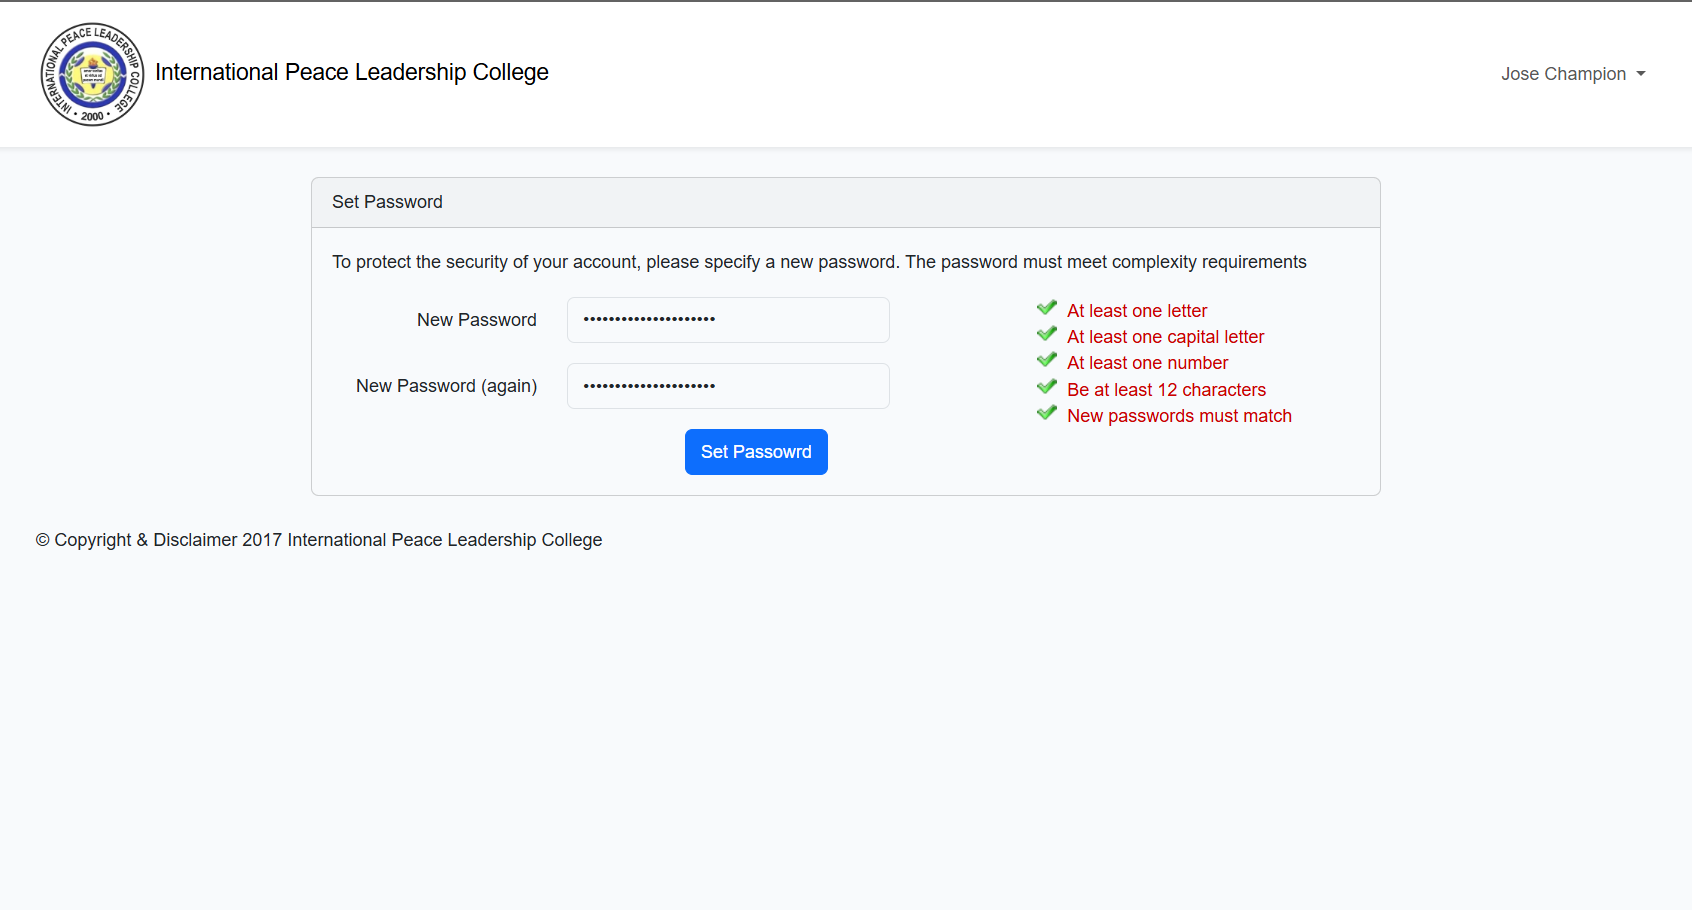 INTERNATIONAL PEACE LEADERSHIP COLLEGE
• 2000 •
International Peace Leadership College
Jose Champion
Set Password
To protect the security of your account, please specify a new password. The password must meet complexity requirements
New Password •••••••••••••••••••••
New Password (again) •••••••••••••••••••••
At least one letter
At least one capital letter
At least one number
Be at least 12 characters
New passwords must match
Set Passowrd
© Copyright & Disclaimer 2017 International Peace Leadership College